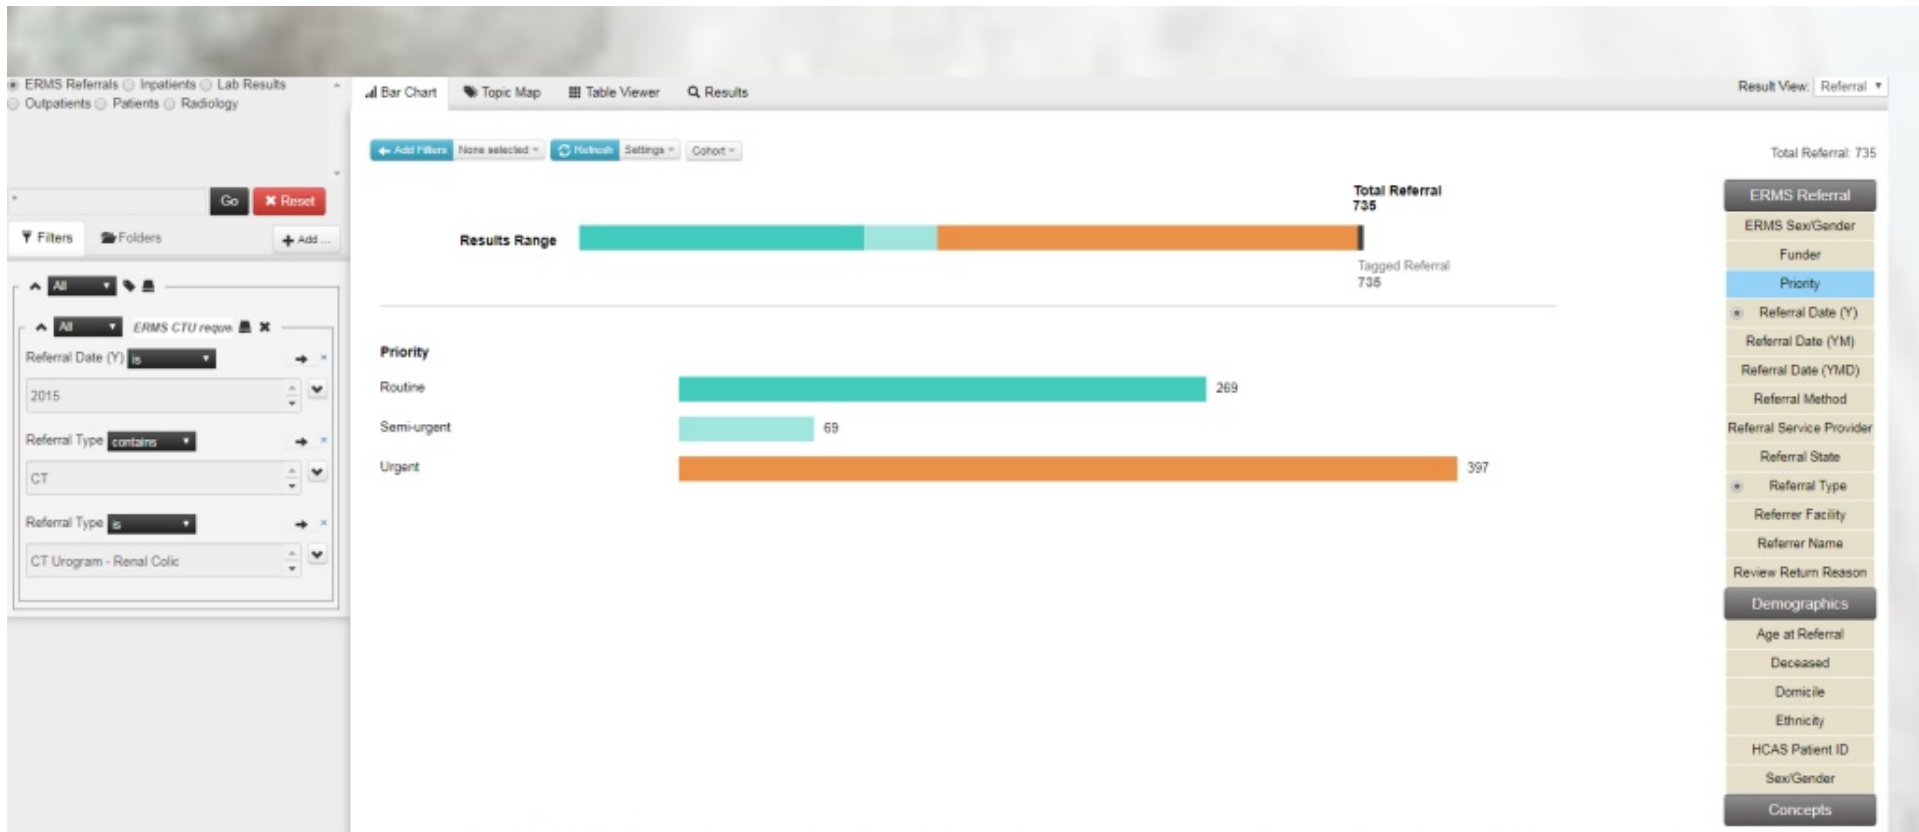 ERMS Referrals Inpatients Lab Results
Outpatients Patients Radiology
*
Go Reset
Filters Folders Add ...
All
All ERMS CTU reque
Referral Date (Y) is
2015
Referral Type contains
CT
Referral Type is
CT Urogram - Renal Colic
Bar Chart Topic Map Table Viewer Results
Result View: Referral
Add Filters None selected Refresh Settings Cohort
Total Referral: 735
Total Referral
735
Results Range
Tagged Referral
735
Priority
Routine 269
Semi-urgent 69
Urgent 397
ERMS Referral
ERMS Sex/Gender
Funder
Priority
Referral Date (Y)
Referral Date (YM)
Referral Date (YMD)
Referral Method
Referral Service Provider
Referral State
Referral Type
Referrer Facility
Referrer Name
Review Return Reason
Demographics
Age at Referral
Deceased
Domicile
Ethnicity
HCAS Patient ID
Sex/Gender
Concepts